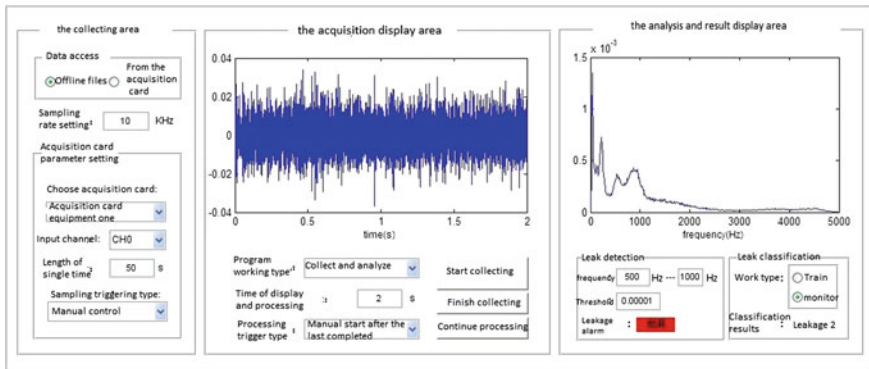 the collecting area
Data access
Offline files
From the
acquisition
card
Sampling
rate setting:
10
KHz
Acquisition card
parameter setting
Choose acquisition card:
Acquisition card
equipment one
Input channel:
CH0
Length of
single time:
50
s
Sampling triggering type:
Manual control
the acquisition display area
0.04
0.02
0
-0.02
-0.04
0
0.5
1
1.5
2
time(s)
Program
working type:
Collect and analyze
Start collecting
Time of display
and processing
:
2
s
Finish collecting
Processing
trigger type
:
Manual start after the
last completed
Continue processing
the analysis and result display area
1.5
x 10
-3
1
0.5
0
0
1000
2000
3000
4000
5000
frequency(Hz)
Leak detection
frequency
500
Hz ---
1000
Hz
Threshold:
0.00001
Leakage
alarm
:
Leak classification
Work type:
Train
monitor
Classification
results
:
Leakage 2